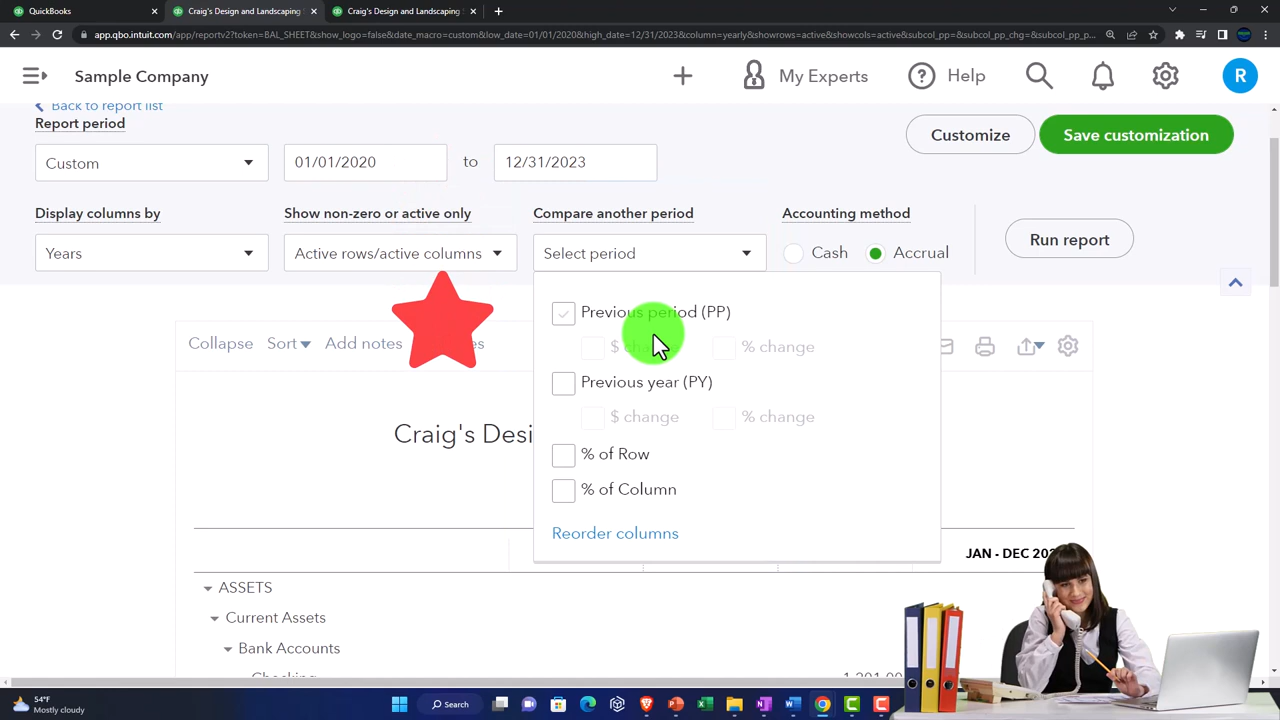 QuickBooks
Craig's Design and Landscaping
Craig's Design and Landscaping S
app.qbo.intuit.com/app/reportv2?token=BAL_SHEET&show_logo=false&date_macro=custom&low_date=01/01/2020&high_date=12/31/2023&column=yearly&showrows=active&showcols=active&subcol_pp=&subcol_pp_chg=&subcol_pp_p...
Sample Company
My Experts
Help
R
Back to report list
Report period
Customize
Save customization
Custom
01/01/2020
to
12/31/2023
Display columns by
Show non-zero or active only
Compare another period
Accounting method
Years
Active rows/active columns
Select period
Cash
Accrual
Run report
Previous period (PP)
$ change
% change
Collapse
Sort
Add notes
Previous year (PY)
$ change
% change
Craig's Desi
% of Row
% of Column
Reorder columns
JAN - DEC 202
ASSETS
Current Assets
Bank Accounts
Checking
1,201.00
54°F
Mostly cloudy
Search